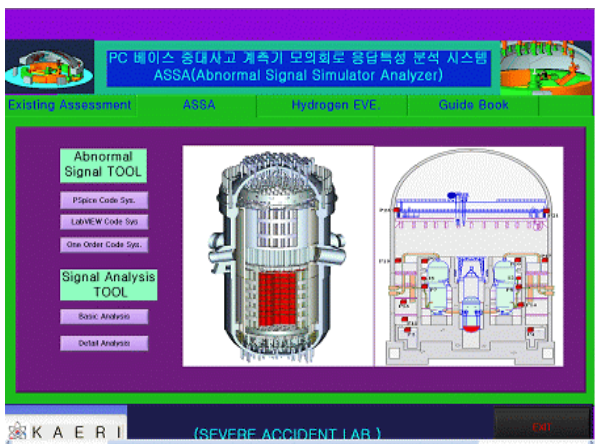 PC 베이스 중대사고 계측기 모의회로 응답특성 분석 시스템
ASSA(Abnormal Signal Simulator Analyzer)
Existing Assessment
ASSA
Hydrogen EVE.
Guide Book
Abnormal
Signal TOOL
PSpice Code Sys.
LabVIEW Code Sys
One Order Code Sys.
Signal Analysis
TOOL
Basic Analysis
Detail Analysis
KAERI
(SEVERE ACCIDENT LAB.)
EXIT